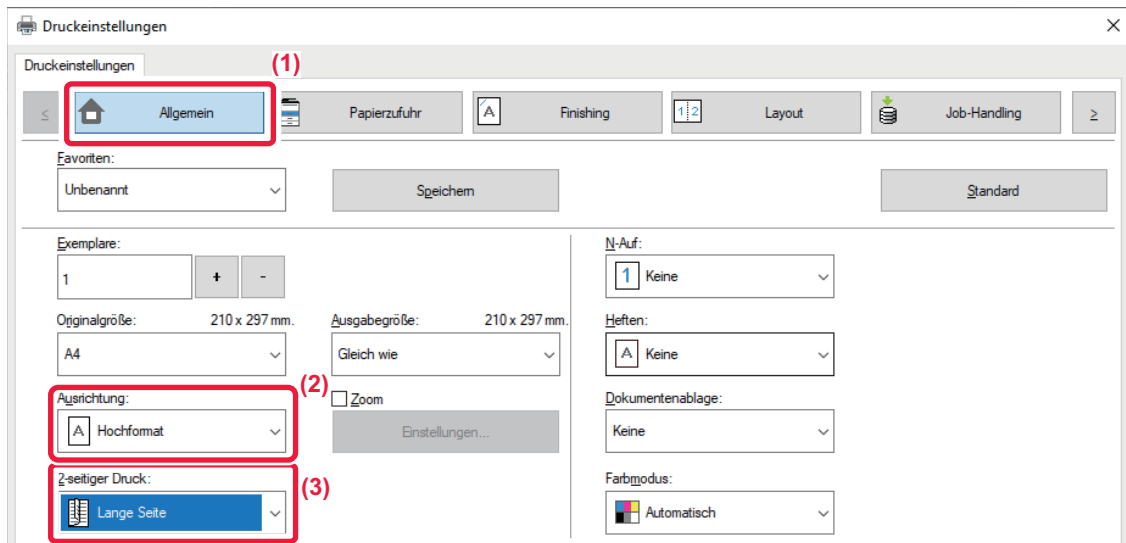 Druckeinstellungen
Druckeinstellungen
(1)
≤
Allgemein
Papierzufuhr
A
Finishing
1 2
Layout
Job-Handling
≥
Favoriten:
Unbenannt
Speichern
Standard
Exemplare:
1
+
-
N-Auf:
1
Keine
Originalgröße: 210 x 297 mm.
A4
Ausgabegröße: 210 x 297 mm.
Gleich wie
Heften:
A
Keine
(2)
Ausrichtung:
A
Hochformat
Zoom
Einstellungen...
Dokumentenablage:
Keine
2-seitiger Druck:
Lange Seite
(3)
Farbmodus:
Automatisch